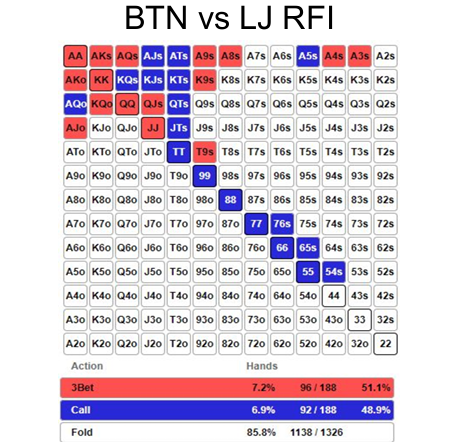 BTN vs LJ RFI
AA AKs AQs AJs ATs A9s A8s A7s A6s A5s A4s A3s A2s
AKo KK KQs KJs KTs K9s K8s K7s K6s K5s K4s K3s K2s
AQo KQo QQ QJs QTs Q9s Q8s Q7s Q6s Q5s Q4s Q3s Q2s
AJo KJo QJo JJ JTs J9s J8s J7s J6s J5s J4s J3s J2s
ATo KTo QTo JTo TT T9s T8s T7s T6s T5s T4s T3s T2s
A9o K9o Q9o J9o T9o 99 98s 97s 96s 95s 94s 93s 92s
A8o K8o Q8o J8o T8o 98o 88 87s 86s 85s 84s 83s 82s
A7o K7o Q7o J7o T7o 97o 87o 77 76s 75s 74s 73s 72s
A6o K6o Q6o J6o T6o 96o 86o 76o 66 65s 64s 63s 62s
A5o K5o Q5o J5o T5o 95o 85o 75o 65o 55 54s 53s 52s
A4o K4o Q4o J4o T4o 94o 84o 74o 64o 54o 44 43s 42s
A3o K3o Q3o J3o T3o 93o 83o 73o 63o 53o 43o 33 32s
A2o K2o Q2o J2o T2o 92o 82o 72o 62o 52o 42o 32o 22
Action Hands
3Bet 7.2% 96 / 188 51.1%
Call 6.9% 92 / 188 48.9%
Fold 85.8% 1138 / 1326